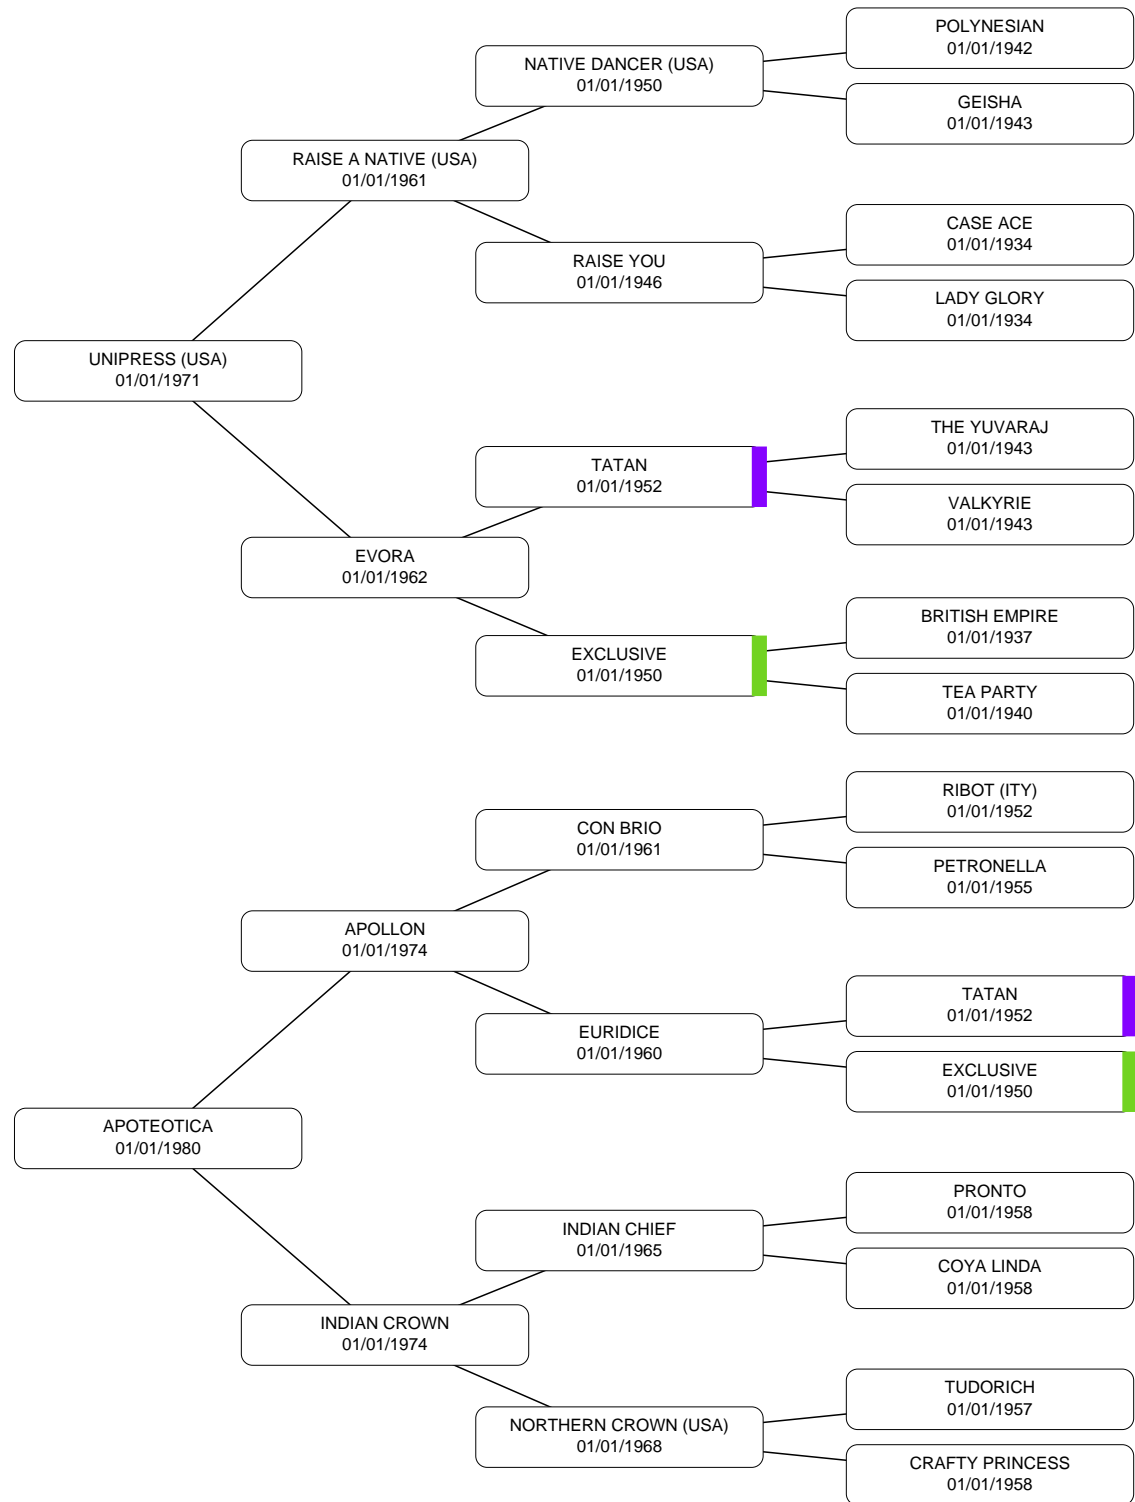 POLYNESIAN
01/01/1942
NATIVE DANCER (USA)
01/01/1950
GEISHA
01/01/1943
RAISE A NATIVE (USA)
01/01/1961
CASE ACE
01/01/1934
RAISE YOU
01/01/1946
LADY GLORY
01/01/1934
UNIPRESS (USA)
01/01/1971
THE YUVARAJ
01/01/1943
TATAN
01/01/1952
VALKYRIE
01/01/1943
EVORA
01/01/1962
BRITISH EMPIRE
01/01/1937
EXCLUSIVE
01/01/1950
TEA PARTY
01/01/1940
RIBOT (ITY)
01/01/1952
CON BRIO
01/01/1961
PETRONELLA
01/01/1955
APOLLON
01/01/1974
TATAN
01/01/1952
EURIDICE
01/01/1960
EXCLUSIVE
01/01/1950
APOTEOTICA
01/01/1980
PRONTO
01/01/1958
INDIAN CHIEF
01/01/1965
COYA LINDA
01/01/1958
INDIAN CROWN
01/01/1974
TUDORICH
01/01/1957
NORTHERN CROWN (USA)
01/01/1968
CRAFTY PRINCESS
01/01/1958